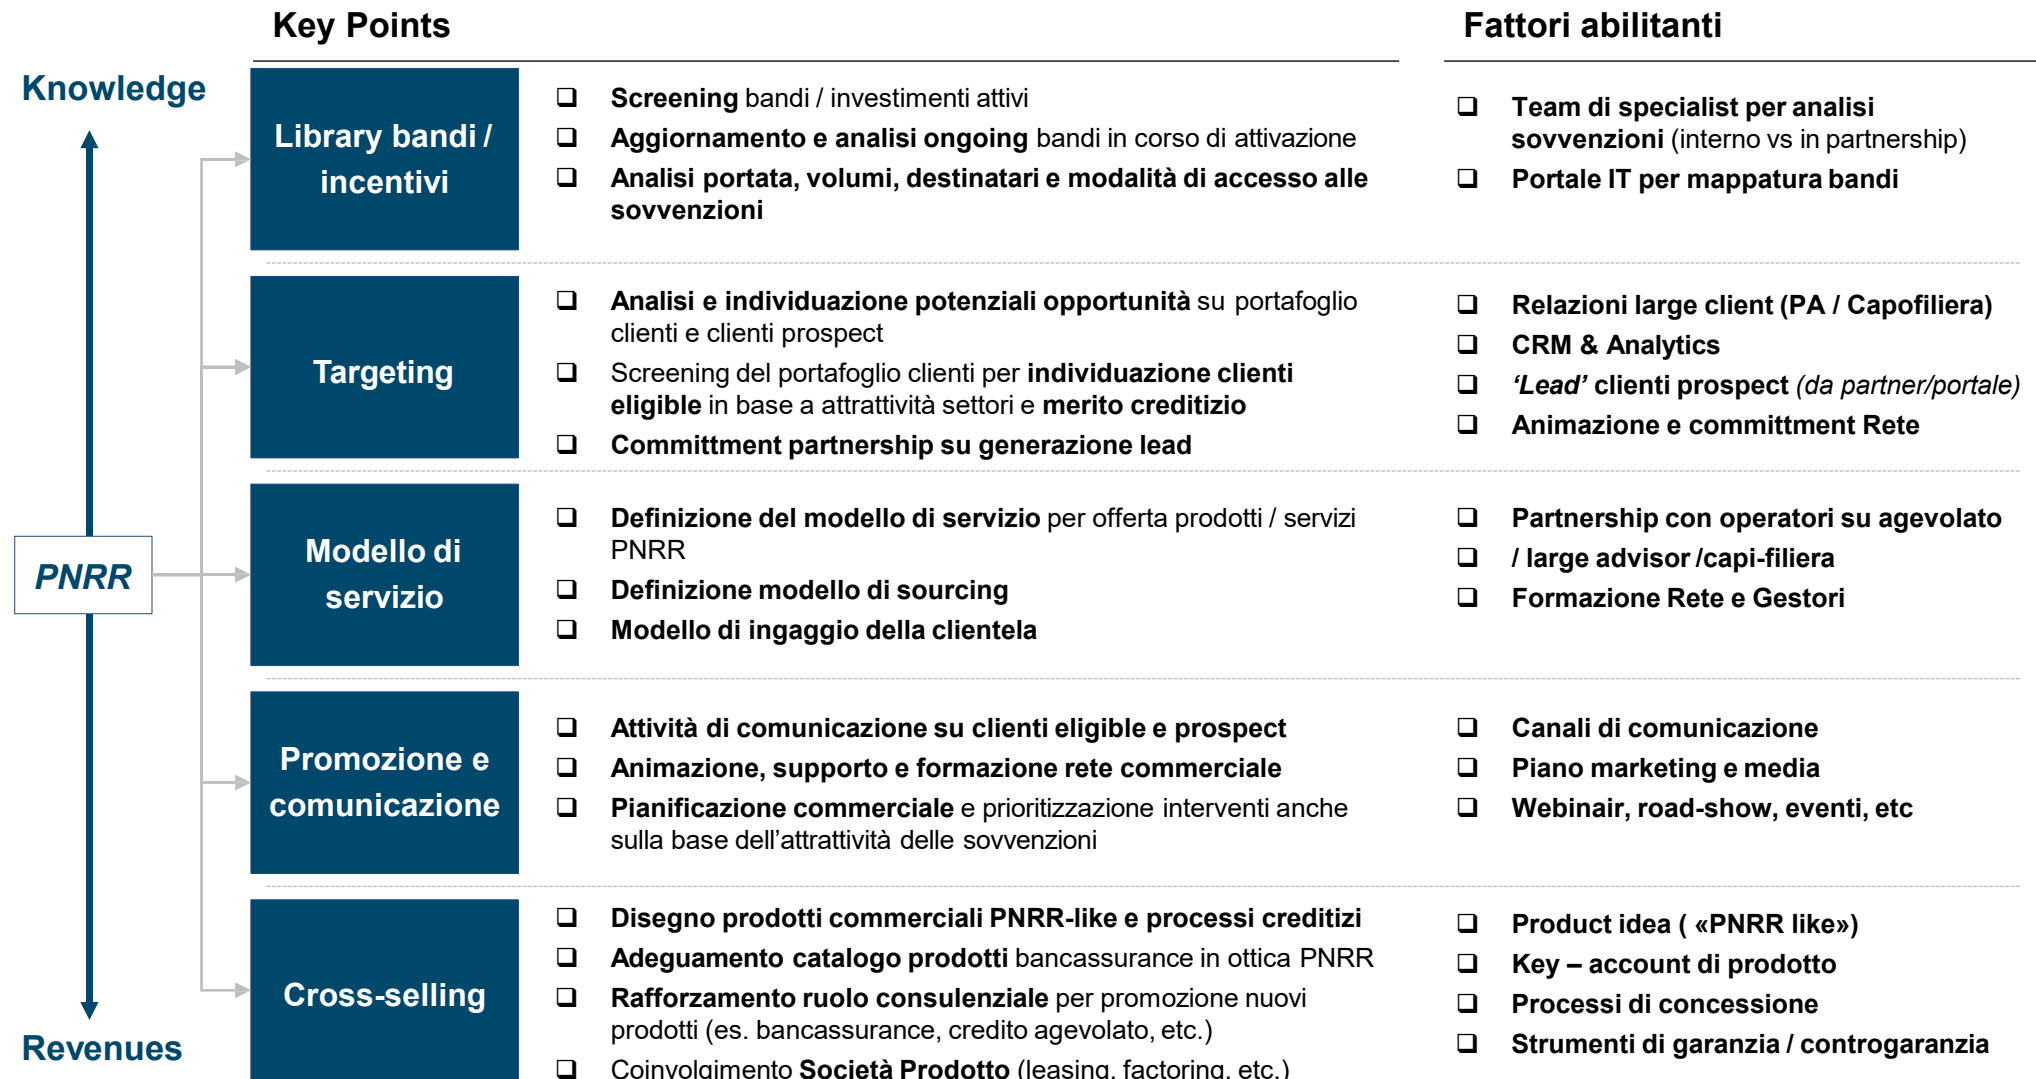 Key Points
Fattori abilitanti
Knowledge
PNRR
Revenues
Library bandi /
incentivi
Screening bandi / investimenti attivi
Aggiornamento e analisi ongoing bandi in corso di attivazione
Analisi portata, volumi, destinatari e modalità di accesso alle
sovvenzioni
Team di specialist per analisi
sovvenzioni (interno vs in partnership)
Portale IT per mappatura bandi
Targeting
Analisi e individuazione potenziali opportunità su portafoglio
clienti e clienti prospect
Screening del portafoglio clienti per individuazione clienti
eligible in base a attrattività settori e merito creditizio
Committment partnership su generazione lead
Relazioni large client (PA / Capofiliera)
CRM & Analytics
‘Lead’ clienti prospect (da partner/portale)
Animazione e committment Rete
Modello di
servizio
Definizione del modello di servizio per offerta prodotti / servizi
PNRR
Definizione modello di sourcing
Modello di ingaggio della clientela
Partnership con operatori su agevolato
/ large advisor /capi-filiera
Formazione Rete e Gestori
Promozione e
comunicazione
Attività di comunicazione su clienti eligible e prospect
Animazione, supporto e formazione rete commerciale
Pianificazione commerciale e prioritizzazione interventi anche
sulla base dell’attrattività delle sovvenzioni
Canali di comunicazione
Piano marketing e media
Webinair, road-show, eventi, etc
Cross-selling
Disegno prodotti commerciali PNRR-like e processi creditizi
Adeguamento catalogo prodotti bancassurance in ottica PNRR
Rafforzamento ruolo consulenziale per promozione nuovi
prodotti (es. bancassurance, credito agevolato, etc.)
Coinvolgimento Società Prodotto (leasing, factoring, etc.)
Product idea ( «PNRR like»)
Key – account di prodotto
Processi di concessione
Strumenti di garanzia / controgaranzia